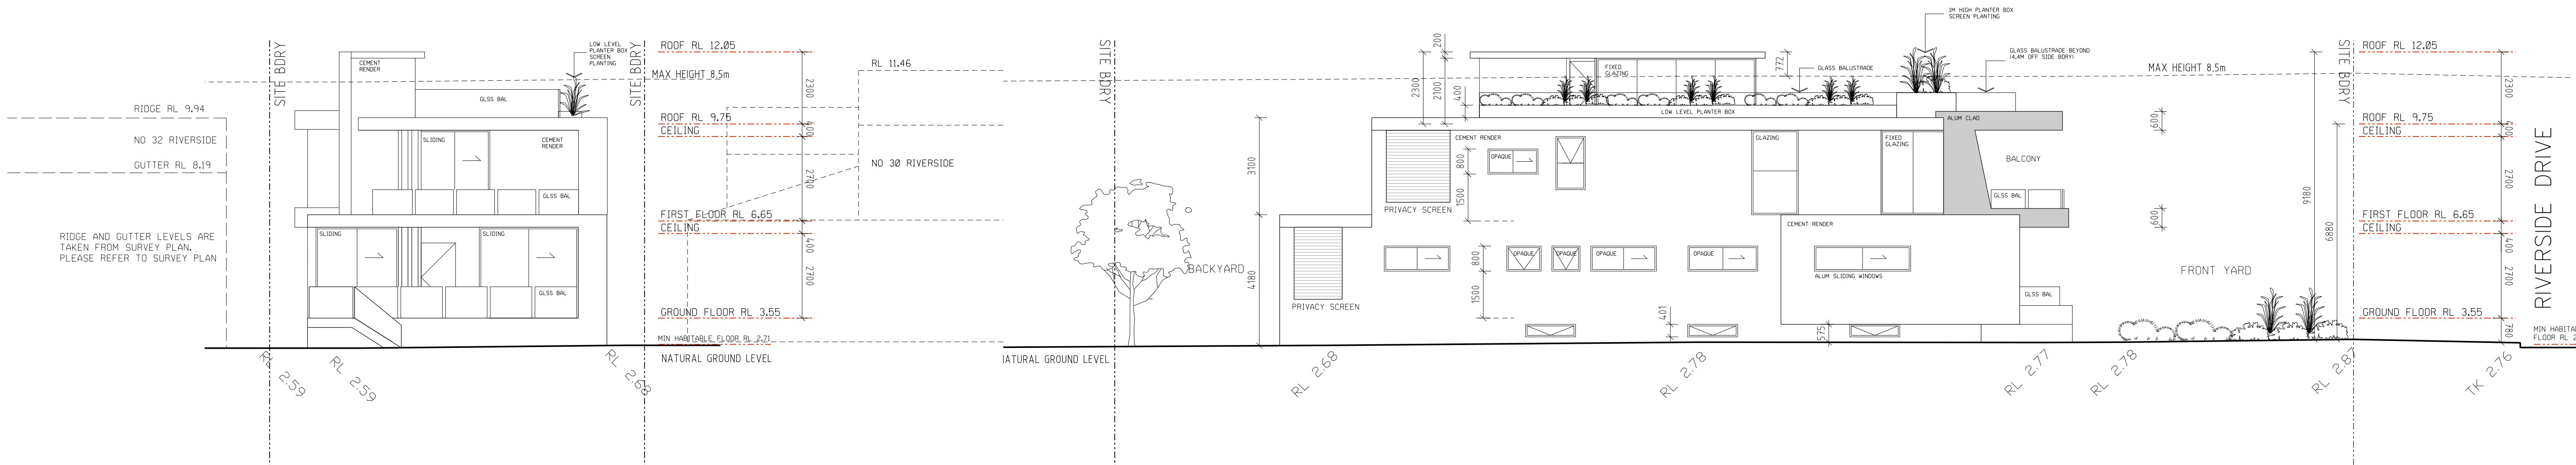 SITE BDRY
CEMENT
RENDER
GLSS BAL
LOW LEVEL
PLANTER BOX
SCREEN
PLANTING
SITE BDRY
ROOF RL 12.05
MAX HEIGHT 8,5m
RIDGE RL 9.94
NO 32 RIVERSIDE
GUTTER RL 8.19
RIDGE AND GUTTER LEVELS ARE
TAKEN FROM SURVEY PLAN.
PLEASE REFER TO SURVEY PLAN
SLIDING
CEMENT
RENDER
GLSS BAL
SLIDING
SLIDING
GLSS BAL
2300
ROOF RL 9.75
400
CEILING
2700
FIRST FLOOR RL 6.65
CEILING
400
2700
GROUND FLOOR RL 3.55
MIN HABITABLE FLOOR RL 2.71
NATURAL GROUND LEVEL
RL 2.59
RL 2.59
RL 2.68
RL 11.46
NO 30 RIVERSIDE
SITE BDRY
BACKYARD
NATURAL GROUND LEVEL
3100
4180
200
2300
2100
400
772
FIXED
GLAZING
GLASS BALUSTRADE
1M HIGH PLANTER BOX
SCREEN PLANTING
GLASS BALUSTRADE BEYOND
(4,4M OFF SIDE BDRY)
LOW LEVEL PLANTER BOX
ALUM CLAD
CEMENT RENDER
PRIVACY SCREEN
800
1500
OPAQUE
GLAZING
FIXED
GLAZING
BALCONY
GLSS BAL
CEMENT RENDER
PRIVACY SCREEN
800
1500
OPAQUE
OPAQUE
OPAQUE
OPAQUE
ALUM SLIDING WINDOWS
GLSS BAL
401
575
RL 2.68
RL 2.78
RL 2.77
RL 2.78
RL 2.87
TK 2.76
MAX HEIGHT 8,5m
600
600
FRONT YARD
9180
6880
SITE BDRY
ROOF RL 12.05
2300
ROOF RL 9.75
400
CEILING
2700
FIRST FLOOR RL 6.65
CEILING
400
2700
GROUND FLOOR RL 3.55
780
RIVERSIDE DRIVE
MIN HABITA
FLOOR RL 2